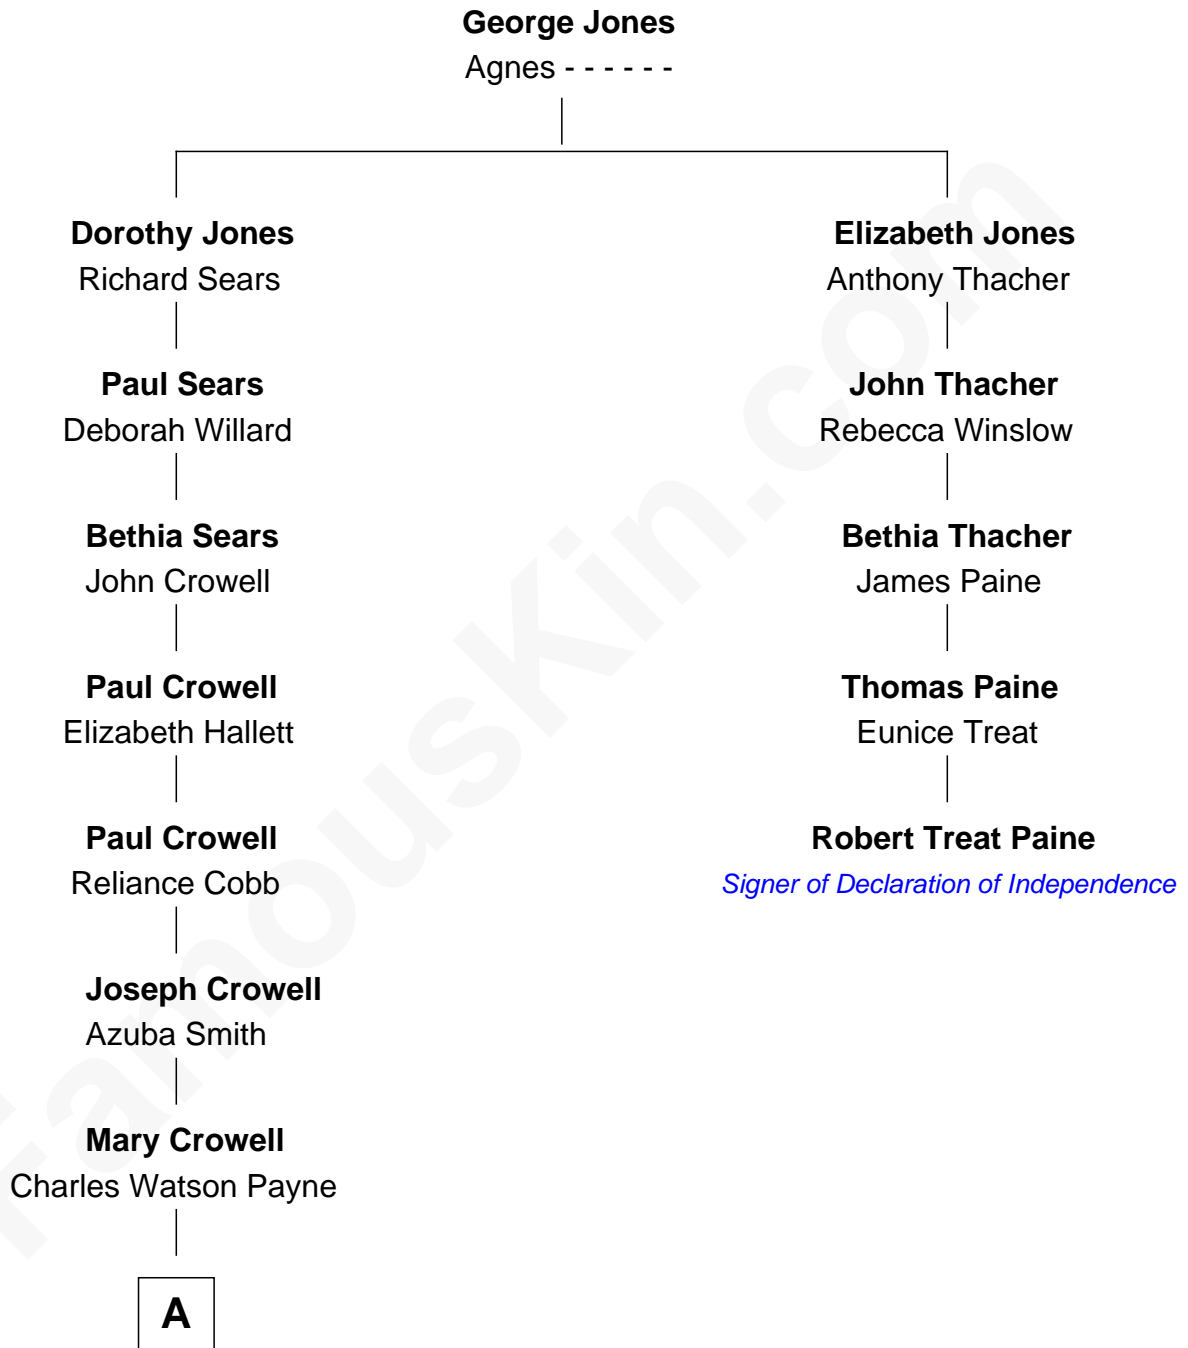 George Jones
Agnes - - - - - -
Dorothy Jones
Richard Sears
Elizabeth Jones
Anthony Thacher
Paul Sears
Deborah Willard
John Thacher
Rebecca Winslow
Bethia Sears
John Crowell
Bethia Thacher
James Paine
Paul Crowell
Elizabeth Hallett
Thomas Paine
Eunice Treat
Paul Crowell
Reliance Cobb
Robert Treat Paine
Signer of Declaration of Independence
Joseph Crowell
Azuba Smith
Mary Crowell
Charles Watson Payne
A
FamousKin.com